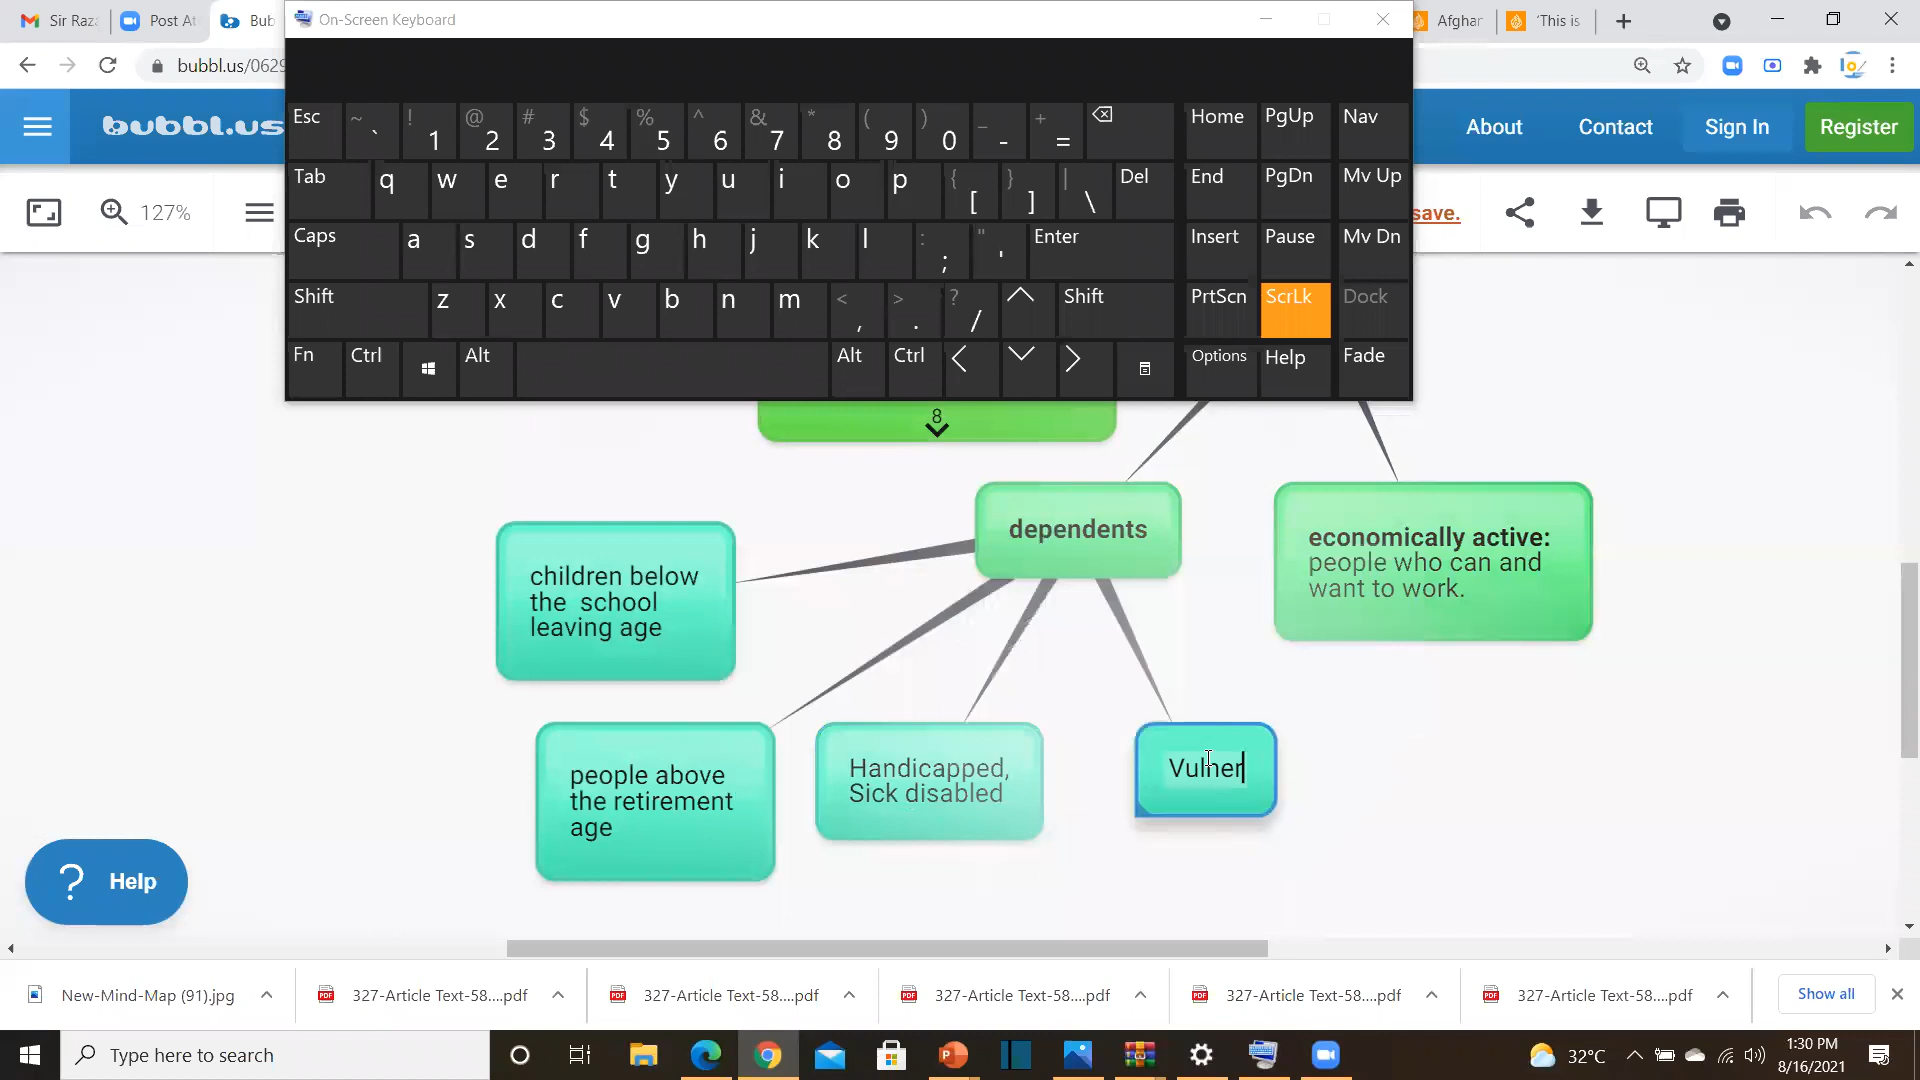 Sir Raza
Post At
Bub
On-Screen Keyboard
Afghan
'This is
bubbl.us/0629
Esc ~ ` ! 1 @ 2 # 3 $ 4 % 5 ^ 6 & 7 * 8 ( 9 ) 0 _ - + = Home PgUp Nav
Tab q w e r t y u i o p { [ } ] | \ Del End PgDn Mv Up
Caps a s d f g h j k l : ; " ' Enter Insert Pause Mv Dn
Shift z x c v b n m < , > . ? / Shift PrtScn ScrLk Dock
Fn Ctrl Alt Alt Ctrl Options Help Fade
bubbl.us
About
Contact
Sign In
Register
127%
save.
8
dependents
economically active:
people who can and
want to work.
children below
the school
leaving age
people above
the retirement
age
Handicapped,
Sick disabled
Vulner
? Help
New-Mind-Map (91).jpg
327-Article Text-58....pdf
327-Article Text-58....pdf
327-Article Text-58....pdf
327-Article Text-58....pdf
327-Article Text-58....pdf
Show all
Type here to search
32°C
1:30 PM
8/16/2021